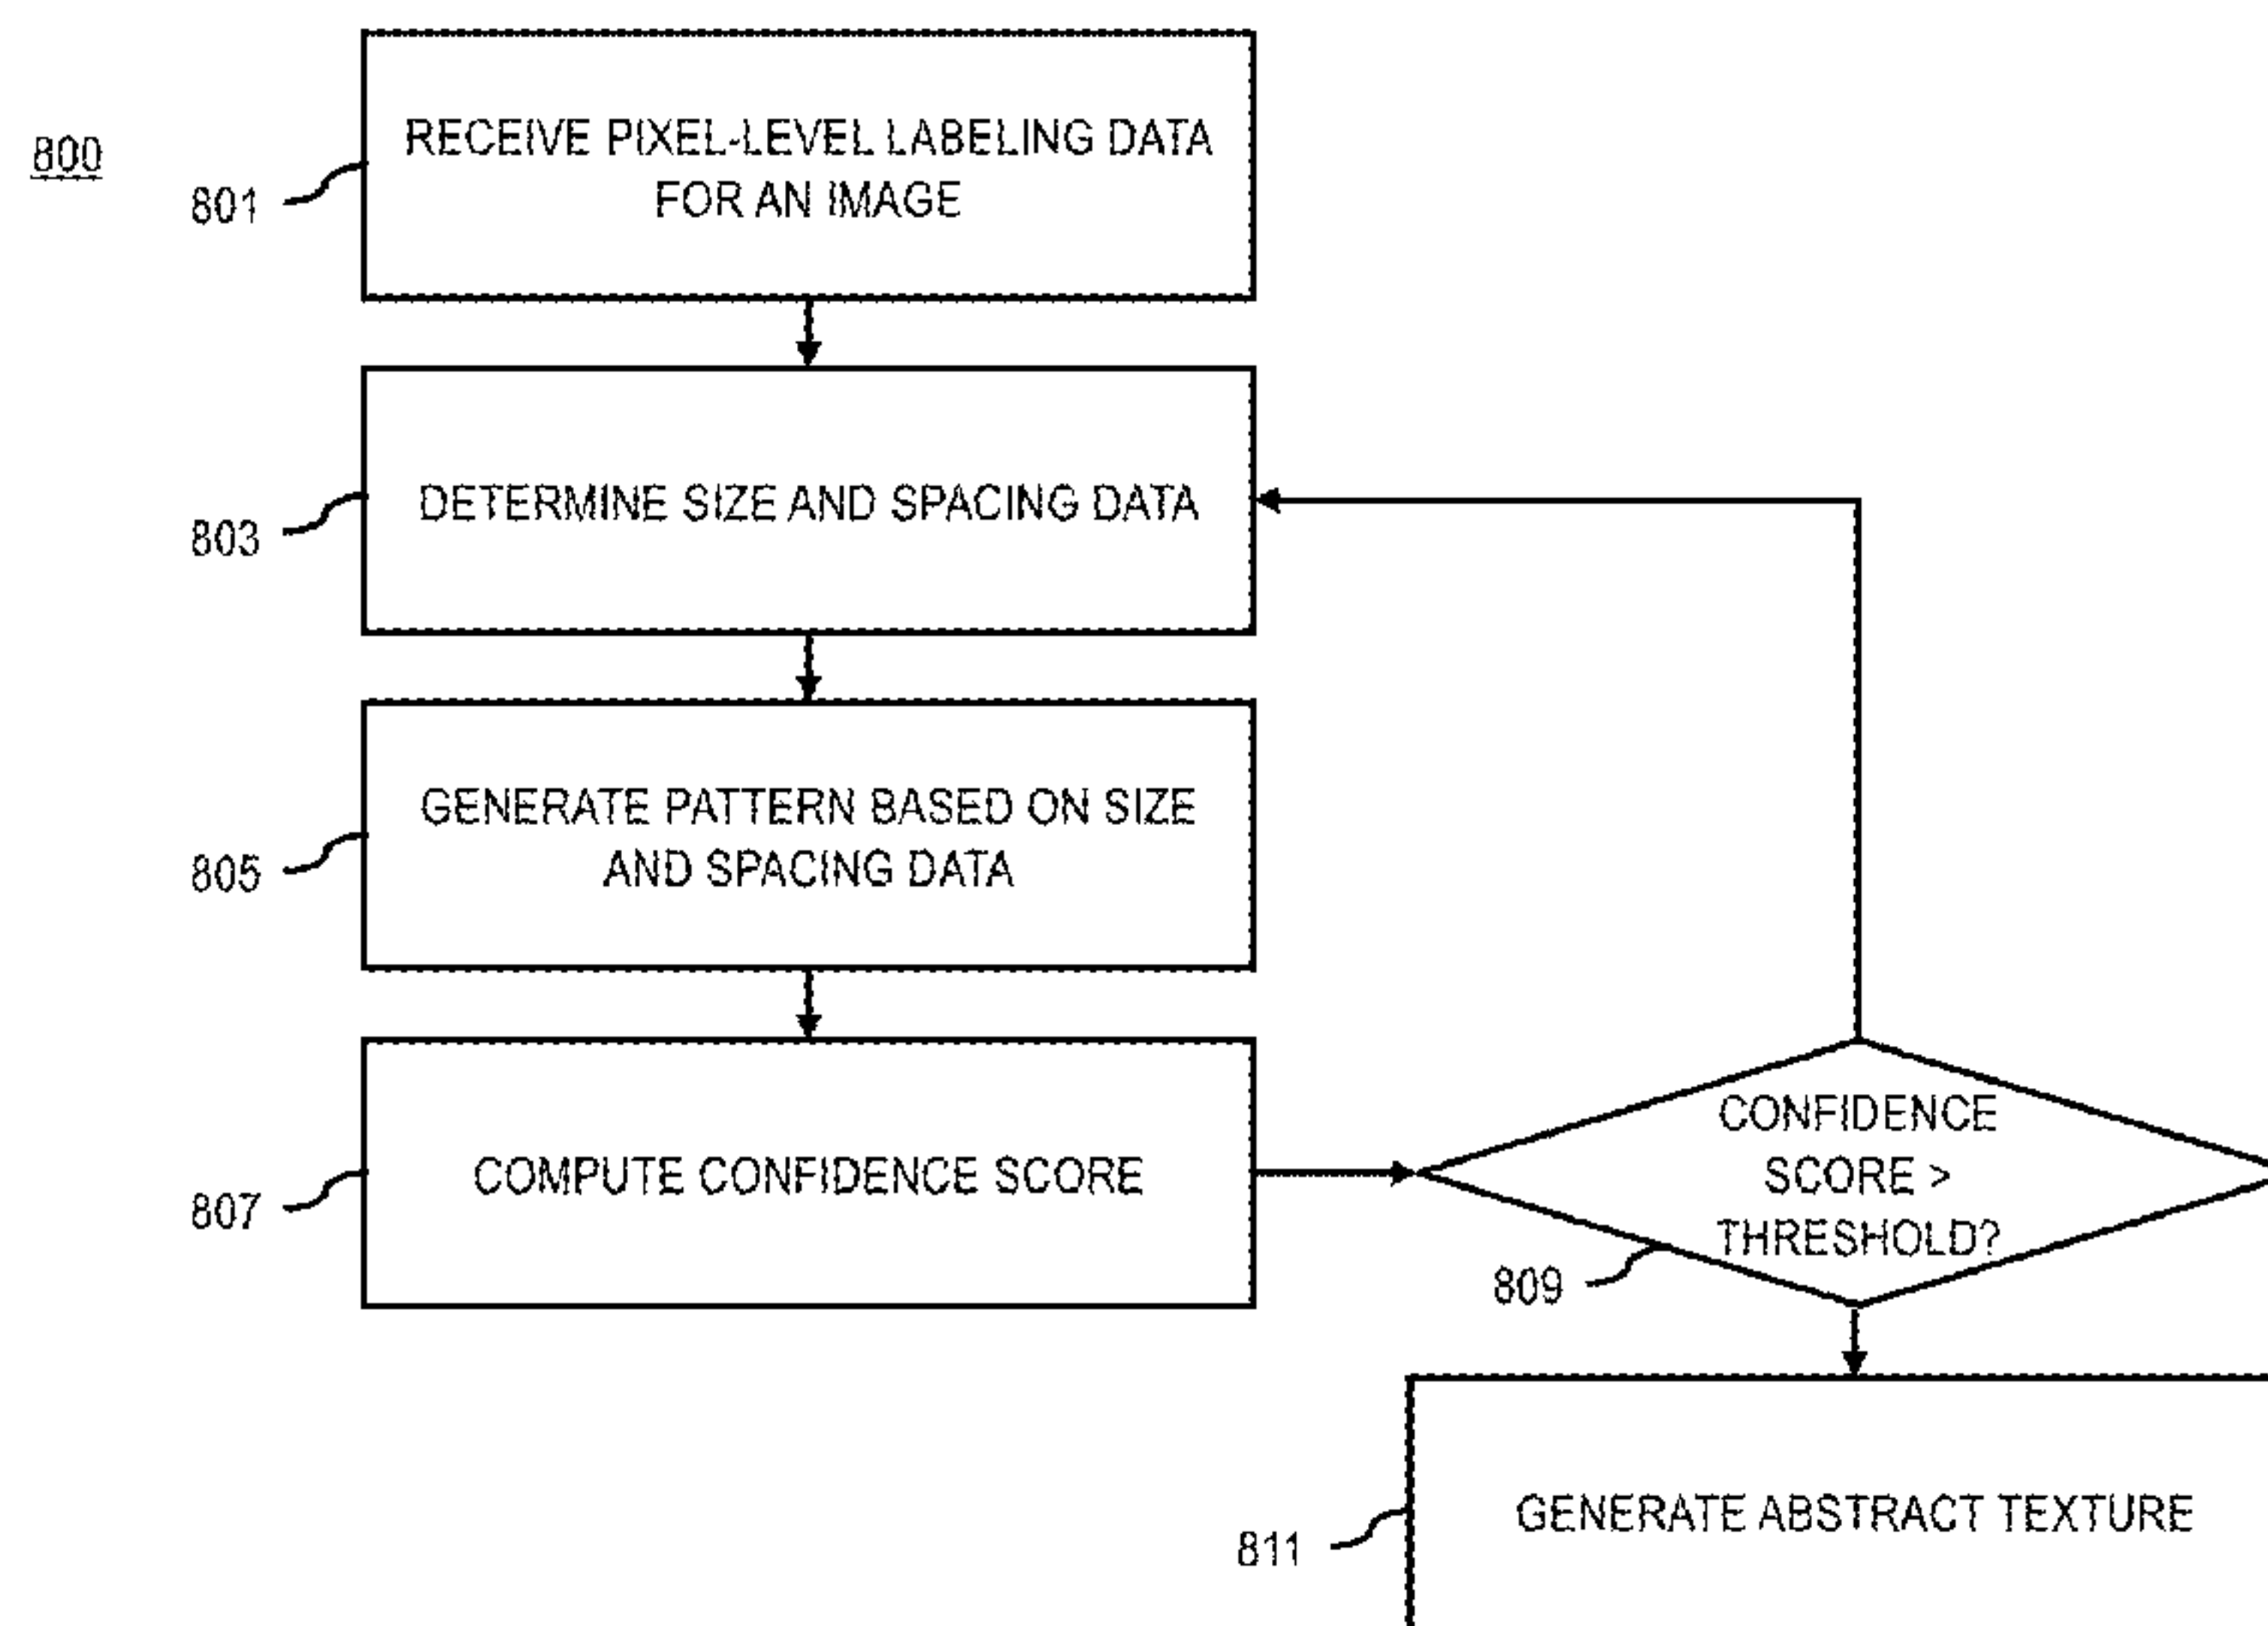 800
801
RECEIVE PIXEL-LEVEL LABELING DATA
FOR AN IMAGE
803
DETERMINE SIZE AND SPACING DATA
805
GENERATE PATTERN BASED ON SIZE
AND SPACING DATA
807
COMPUTE CONFIDENCE SCORE
CONFIDENCE
SCORE >
THRESHOLD?
809
811
GENERATE ABSTRACT TEXTURE